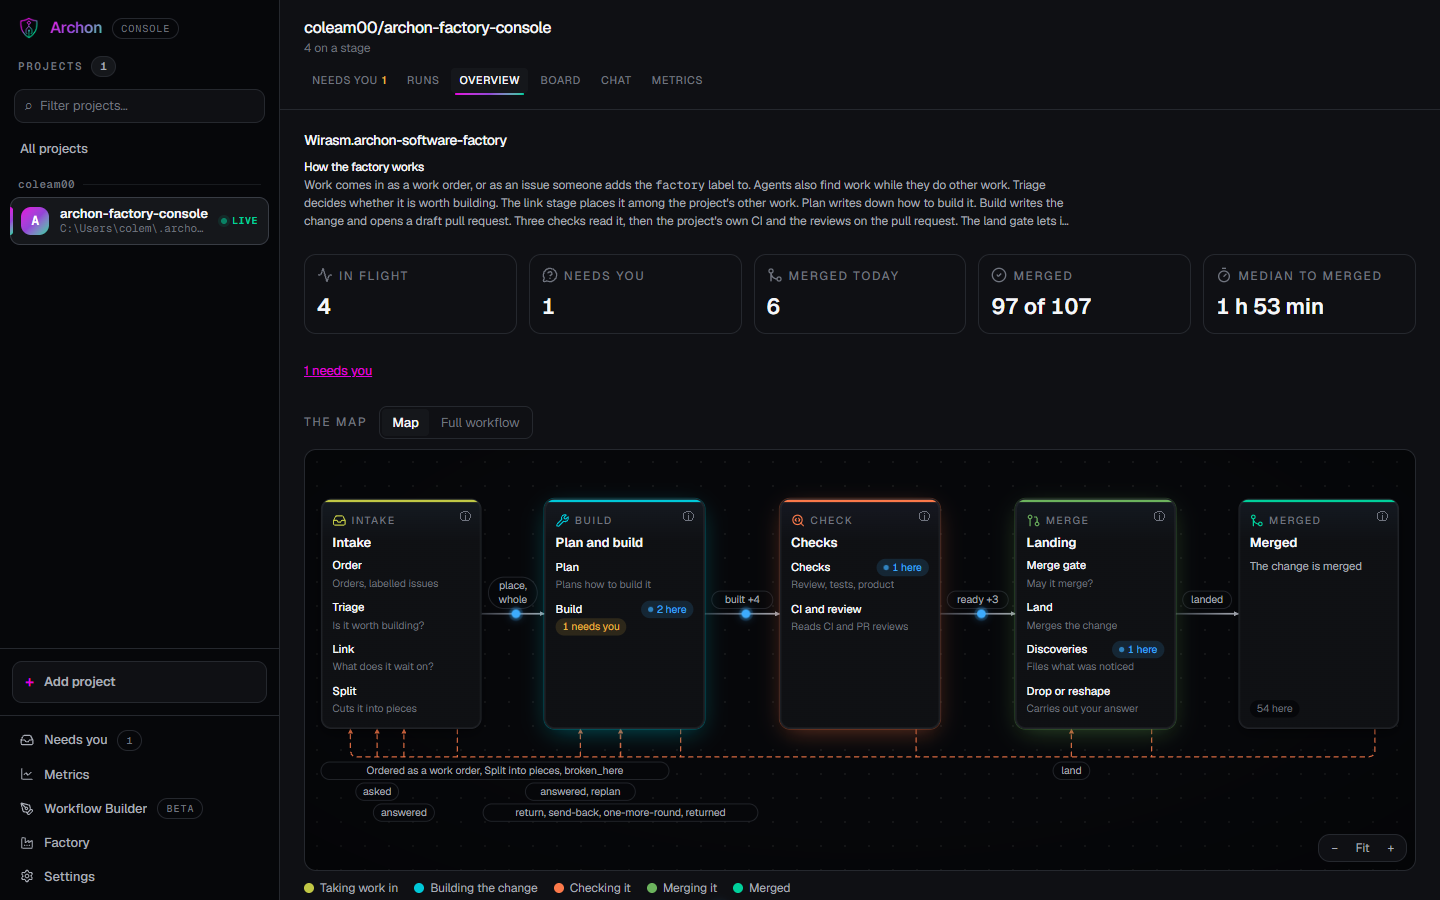 Archon CONSOLE
PROJECTS 1
Filter projects...
All projects
coleam00
A
archon-factory-console
C:\Users\colem\.archo…
LIVE
Add project
Needs you 1
Metrics
Workflow Builder BETA
Factory
Settings
coleam00/archon-factory-console
4 on a stage
NEEDS YOU 1 RUNS OVERVIEW BOARD CHAT METRICS
Wirasm.archon-software-factory
How the factory works
Work comes in as a work order, or as an issue someone adds the factory label to. Agents also find work while they do other work. Triage
decides whether it is worth building. The link stage places it among the project's other work. Plan writes down how to build it. Build writes the
change and opens a draft pull request. Three checks read it, then the project's own CI and the reviews on the pull request. The land gate lets i…
IN FLIGHT
4
NEEDS YOU
1
MERGED TODAY
6
MERGED
97 of 107
MEDIAN TO MERGED
1 h 53 min
1 needs you
THE MAP Map Full workflow
INTAKE
Intake
Order
Orders, labelled issues
Triage
Is it worth building?
Link
What does it wait on?
Split
Cuts it into pieces
place,
whole
BUILD
Plan and build
Plan
Plans how to build it
Build 2 here
1 needs you
built +4
CHECK
Checks
Checks 1 here
Review, tests, product
CI and review
Reads CI and PR reviews
ready +3
MERGE
Landing
Merge gate
May it merge?
Land
Merges the change
Discoveries 1 here
Files what was noticed
Drop or reshape
Carries out your answer
landed
MERGED
Merged
The change is merged
54 here
Ordered as a work order, Split into pieces, broken_here
land
asked
answered, replan
answered
return, send-back, one-more-round, returned
− Fit +
Taking work in Building the change Checking it Merging it Merged